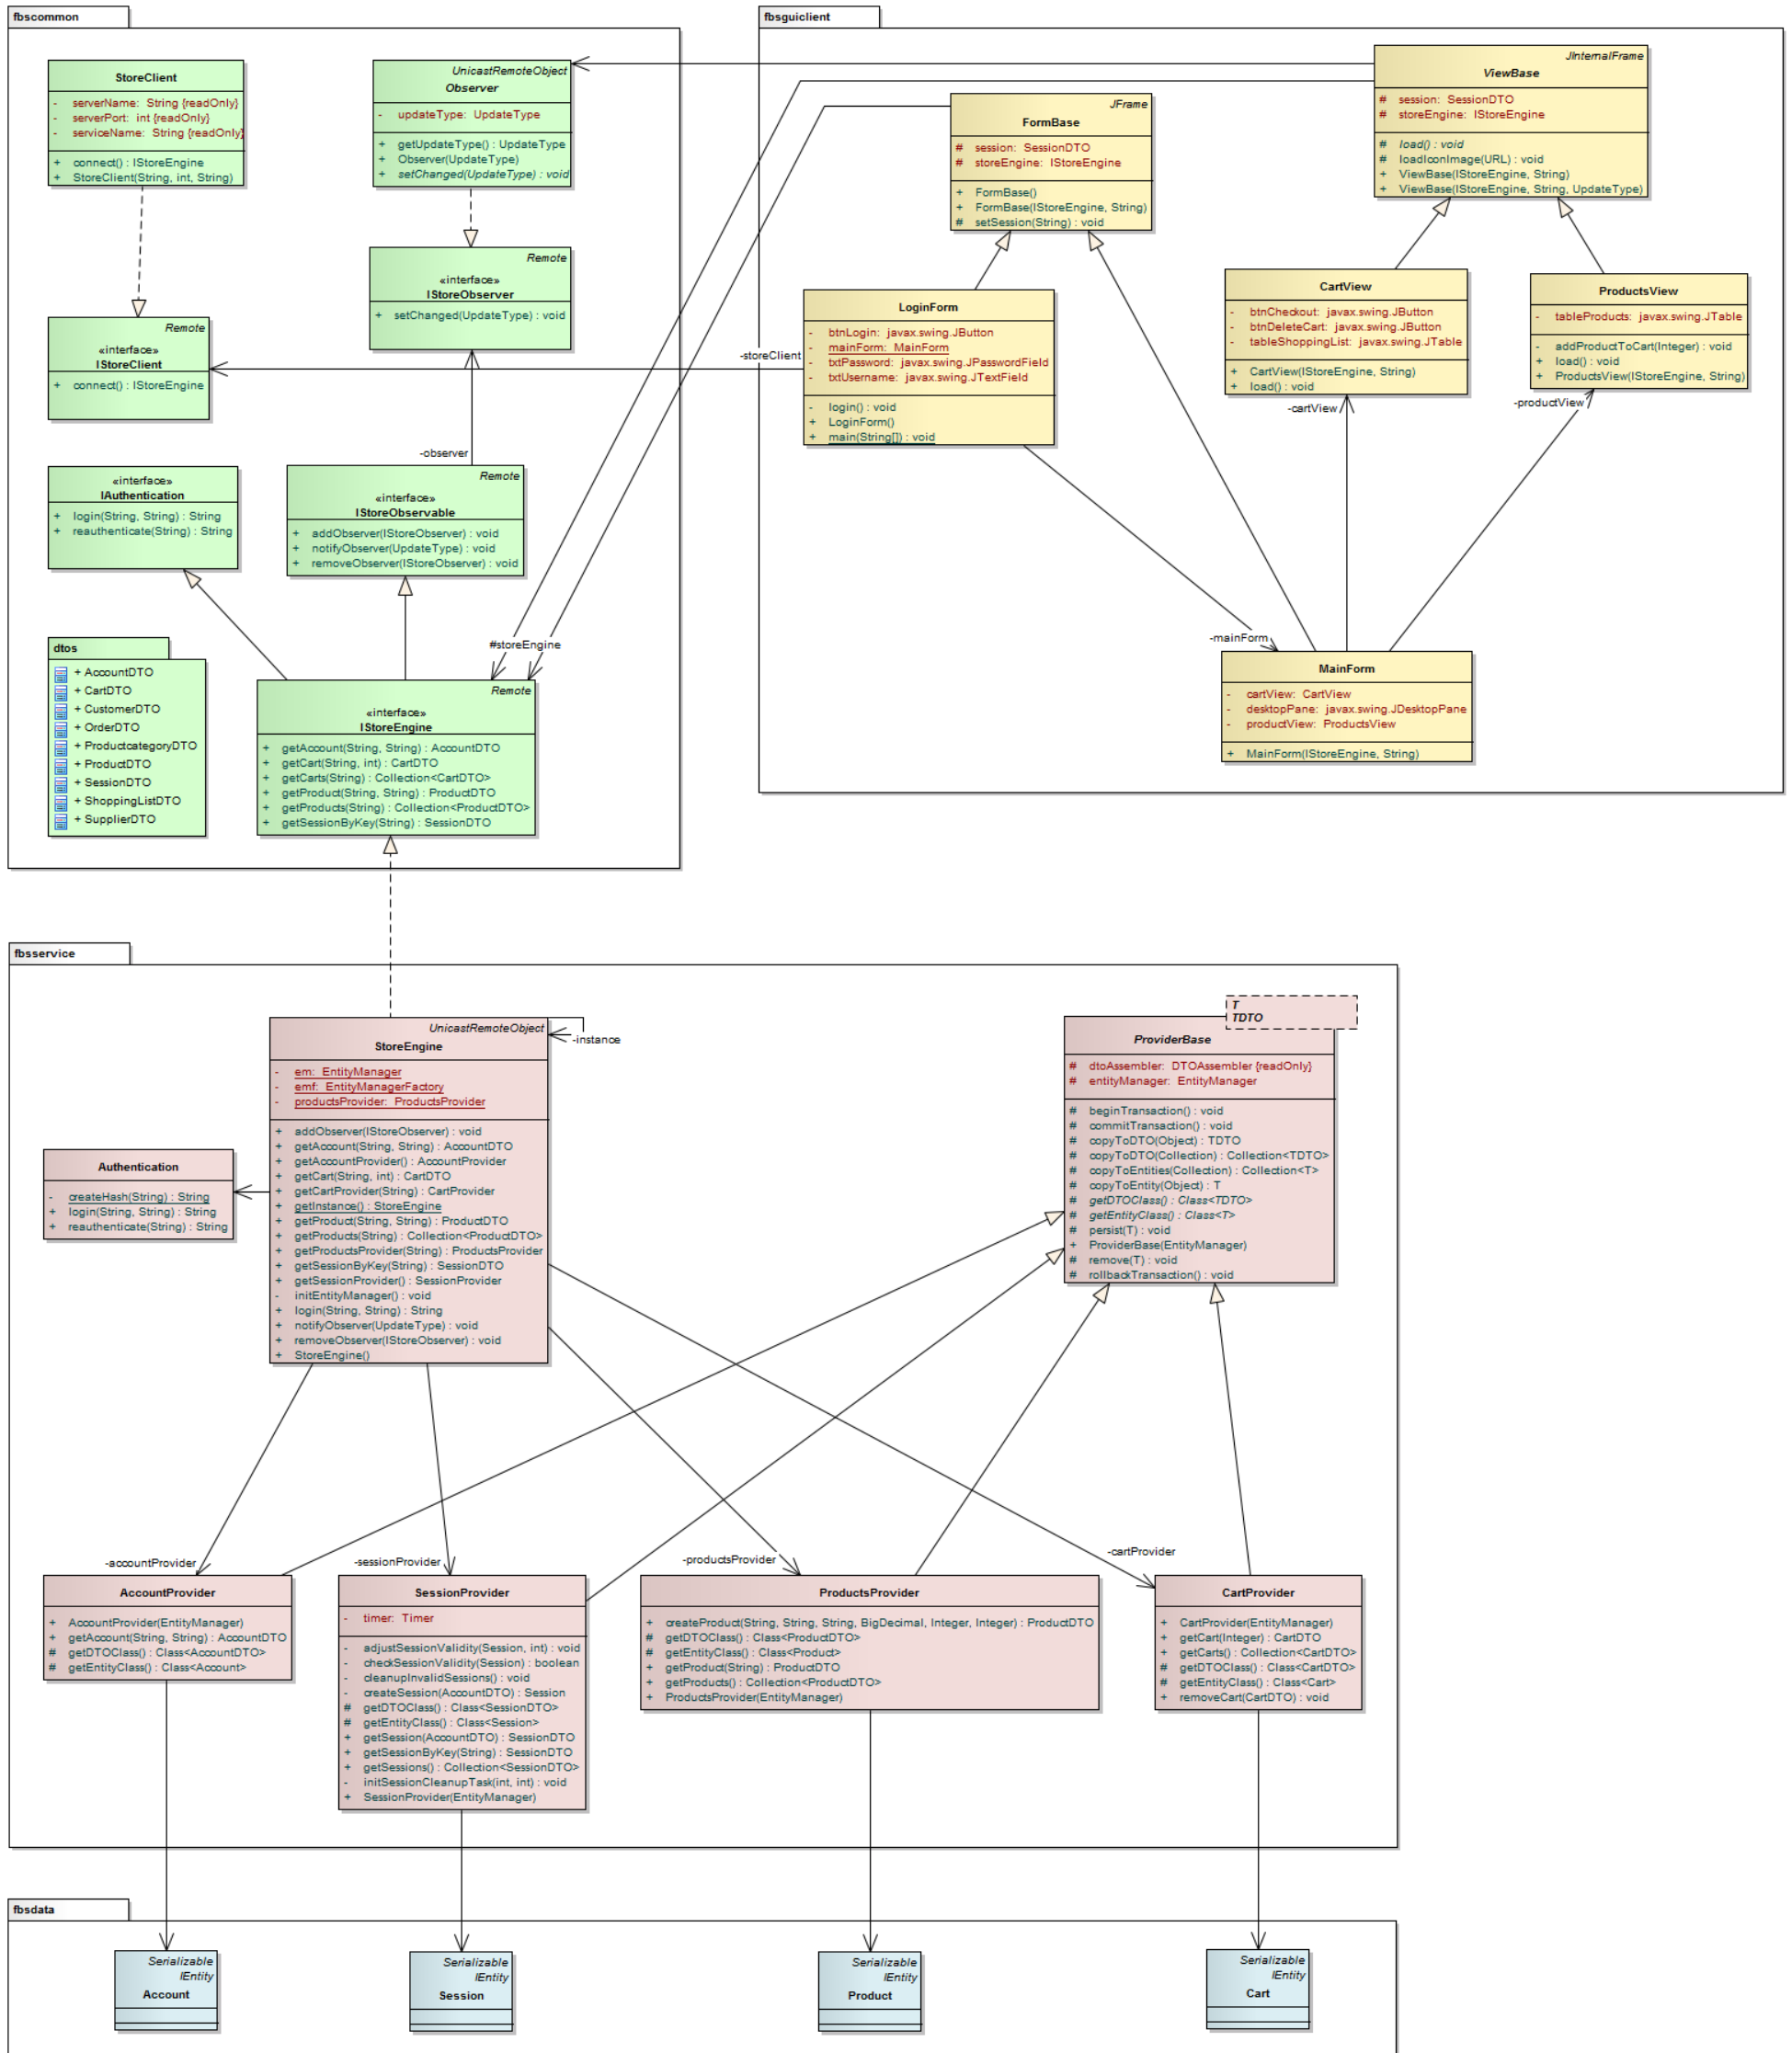 fbscommon
StoreClient
- serverName: String {readOnly}
- serverPort: int {readOnly}
- serviceName: String {readOnly}
+ connect() : IStoreEngine
+ StoreClient(String, int, String)
UnicastRemoteObject
Observer
- updateType: UpdateType
+ getUpdateType() : UpdateType
+ Observer(UpdateType)
+ setChanged(UpdateType) : void
Remote
«interface»
IStoreObserver
+ setChanged(UpdateType) : void
Remote
«interface»
IStoreClient
+ connect() : IStoreEngine
-observer
«interface»
IAuthentication
+ login(String, String) : String
+ reauthenticate(String) : String
Remote
«interface»
IStoreObservable
+ addObserver(IStoreObserver) : void
+ notifyObserver(UpdateType) : void
+ removeObserver(IStoreObserver) : void
dtos
+ AccountDTO
+ CartDTO
+ CustomerDTO
+ OrderDTO
+ ProductcategoryDTO
+ ProductDTO
+ SessionDTO
+ ShoppingListDTO
+ SupplierDTO
#storeEngine
Remote
«interface»
IStoreEngine
+ getAccount(String, String) : AccountDTO
+ getCart(String, int) : CartDTO
+ getCarts(String) : Collection<CartDTO>
+ getProduct(String, String) : ProductDTO
+ getProducts(String) : Collection<ProductDTO>
+ getSessionByKey(String) : SessionDTO
fbsguiclient
JFrame
FormBase
# session: SessionDTO
# storeEngine: IStoreEngine
+ FormBase()
+ FormBase(IStoreEngine, String)
# setSession(String) : void
JInternalFrame
ViewBase
# session: SessionDTO
# storeEngine: IStoreEngine
# load() : void
# loadIconImage(URL) : void
+ ViewBase(IStoreEngine, String)
+ ViewBase(IStoreEngine, String, UpdateType)
-storeClient
LoginForm
- btnLogin: javax.swing.JButton
- mainForm: MainForm
- txtPassword: javax.swing.JPasswordField
- txtUsername: javax.swing.JTextField
- login() : void
+ LoginForm()
+ main(String[]) : void
CartView
- btnCheckout: javax.swing.JButton
- btnDeleteCart: javax.swing.JButton
- tableShoppingList: javax.swing.JTable
+ CartView(IStoreEngine, String)
+ load() : void
ProductsView
- tableProducts: javax.swing.JTable
- addProductToCart(Integer) : void
+ load() : void
+ ProductsView(IStoreEngine, String)
-cartView
-productView
-mainForm
MainForm
- cartView: CartView
- desktopPane: javax.swing.JDesktopPane
- productView: ProductsView
+ MainForm(IStoreEngine, String)
fbsservice
UnicastRemoteObject
StoreEngine
- em: EntityManager
- emf: EntityManagerFactory
- productsProvider: ProductsProvider
+ addObserver(IStoreObserver) : void
+ getAccount(String, String) : AccountDTO
+ getAccountProvider() : AccountProvider
+ getCart(String, int) : CartDTO
+ getCartProvider(String) : CartProvider
+ getInstance() : StoreEngine
+ getProduct(String, String) : ProductDTO
+ getProducts(String) : Collection<ProductDTO>
+ getProductsProvider(String) : ProductsProvider
+ getSessionByKey(String) : SessionDTO
+ getSessionProvider() : SessionProvider
- initEntityManager() : void
+ login(String, String) : String
+ notifyObserver(UpdateType) : void
+ removeObserver(IStoreObserver) : void
+ StoreEngine()
-instance
T
TDTO
ProviderBase
# dtoAssembler: DTOAssembler {readOnly}
# entityManager: EntityManager
# beginTransaction() : void
# commitTransaction() : void
# copyToDTO(Object) : TDTO
# copyToDTO(Collection) : Collection<TDTO>
# copyToEntities(Collection) : Collection<T>
# copyToEntity(Object) : T
# getDTOClass() : Class<TDTO>
# getEntityClass() : Class<T>
# persist(T) : void
+ ProviderBase(EntityManager)
# remove(T) : void
# rollbackTransaction() : void
Authentication
- createHash(String) : String
+ login(String, String) : String
+ reauthenticate(String) : String
-accountProvider
-sessionProvider
-productsProvider
-cartProvider
AccountProvider
+ AccountProvider(EntityManager)
+ getAccount(String, String) : AccountDTO
# getDTOClass() : Class<AccountDTO>
# getEntityClass() : Class<Account>
SessionProvider
- timer: Timer
- adjustSessionValidity(Session, int) : void
- checkSessionValidity(Session) : boolean
- cleanupInvalidSessions() : void
- createSession(AccountDTO) : Session
# getDTOClass() : Class<SessionDTO>
# getEntityClass() : Class<Session>
+ getSession(AccountDTO) : SessionDTO
+ getSessionByKey(String) : SessionDTO
+ getSessions() : Collection<SessionDTO>
- initSessionCleanupTask(int, int) : void
+ SessionProvider(EntityManager)
ProductsProvider
+ createProduct(String, String, String, BigDecimal, Integer, Integer) : ProductDTO
# getDTOClass() : Class<ProductDTO>
# getEntityClass() : Class<Product>
+ getProduct(String) : ProductDTO
+ getProducts() : Collection<ProductDTO>
+ ProductsProvider(EntityManager)
CartProvider
+ CartProvider(EntityManager)
+ getCart(Integer) : CartDTO
+ getCarts() : Collection<CartDTO>
# getDTOClass() : Class<CartDTO>
# getEntityClass() : Class<Cart>
+ removeCart(CartDTO) : void
fbsdata
Serializable
IEntity
Account
Serializable
IEntity
Session
Serializable
IEntity
Product
Serializable
IEntity
Cart